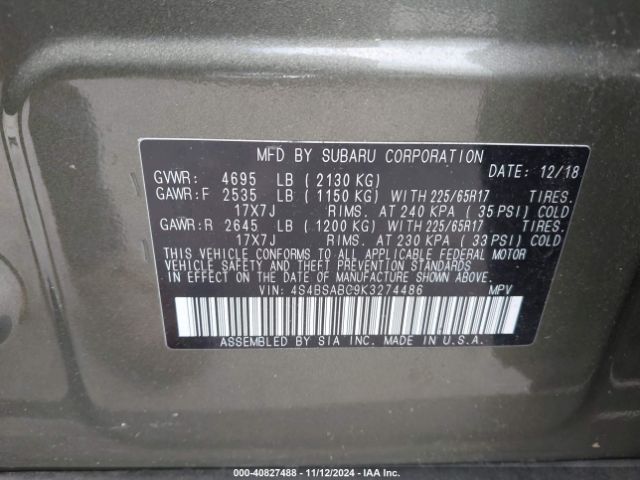 MFD BY SUBARU CORPORATION
GVWR: 4695 LB ( 2130 KG) DATE: 12/18
GAWR:F 2535 LB ( 1150 KG) WITH 225/65R17 TIRES.
17X7J RIMS. AT 240 KPA ( 35 PSI) COLD
GAWR:R 2645 LB ( 1200 KG) WITH 225/65R17 TIRES.
17X7J RIMS. AT 230 KPA ( 33 PSI) COLD
THIS VEHICLE CONFORMS TO ALL APPLICABLE FEDERAL MOTOR
VEHICLE SAFETY AND THEFT PREVENTION STANDARDS
IN EFFECT ON THE DATE OF MANUFACTURE SHOWN ABOVE.
VIN: 4S4BSABC9K3274486 MPV
ASSEMBLED BY SIA INC. MADE IN U.S.A.
000-40827488 - 11/12/2024 - IAAI.COM